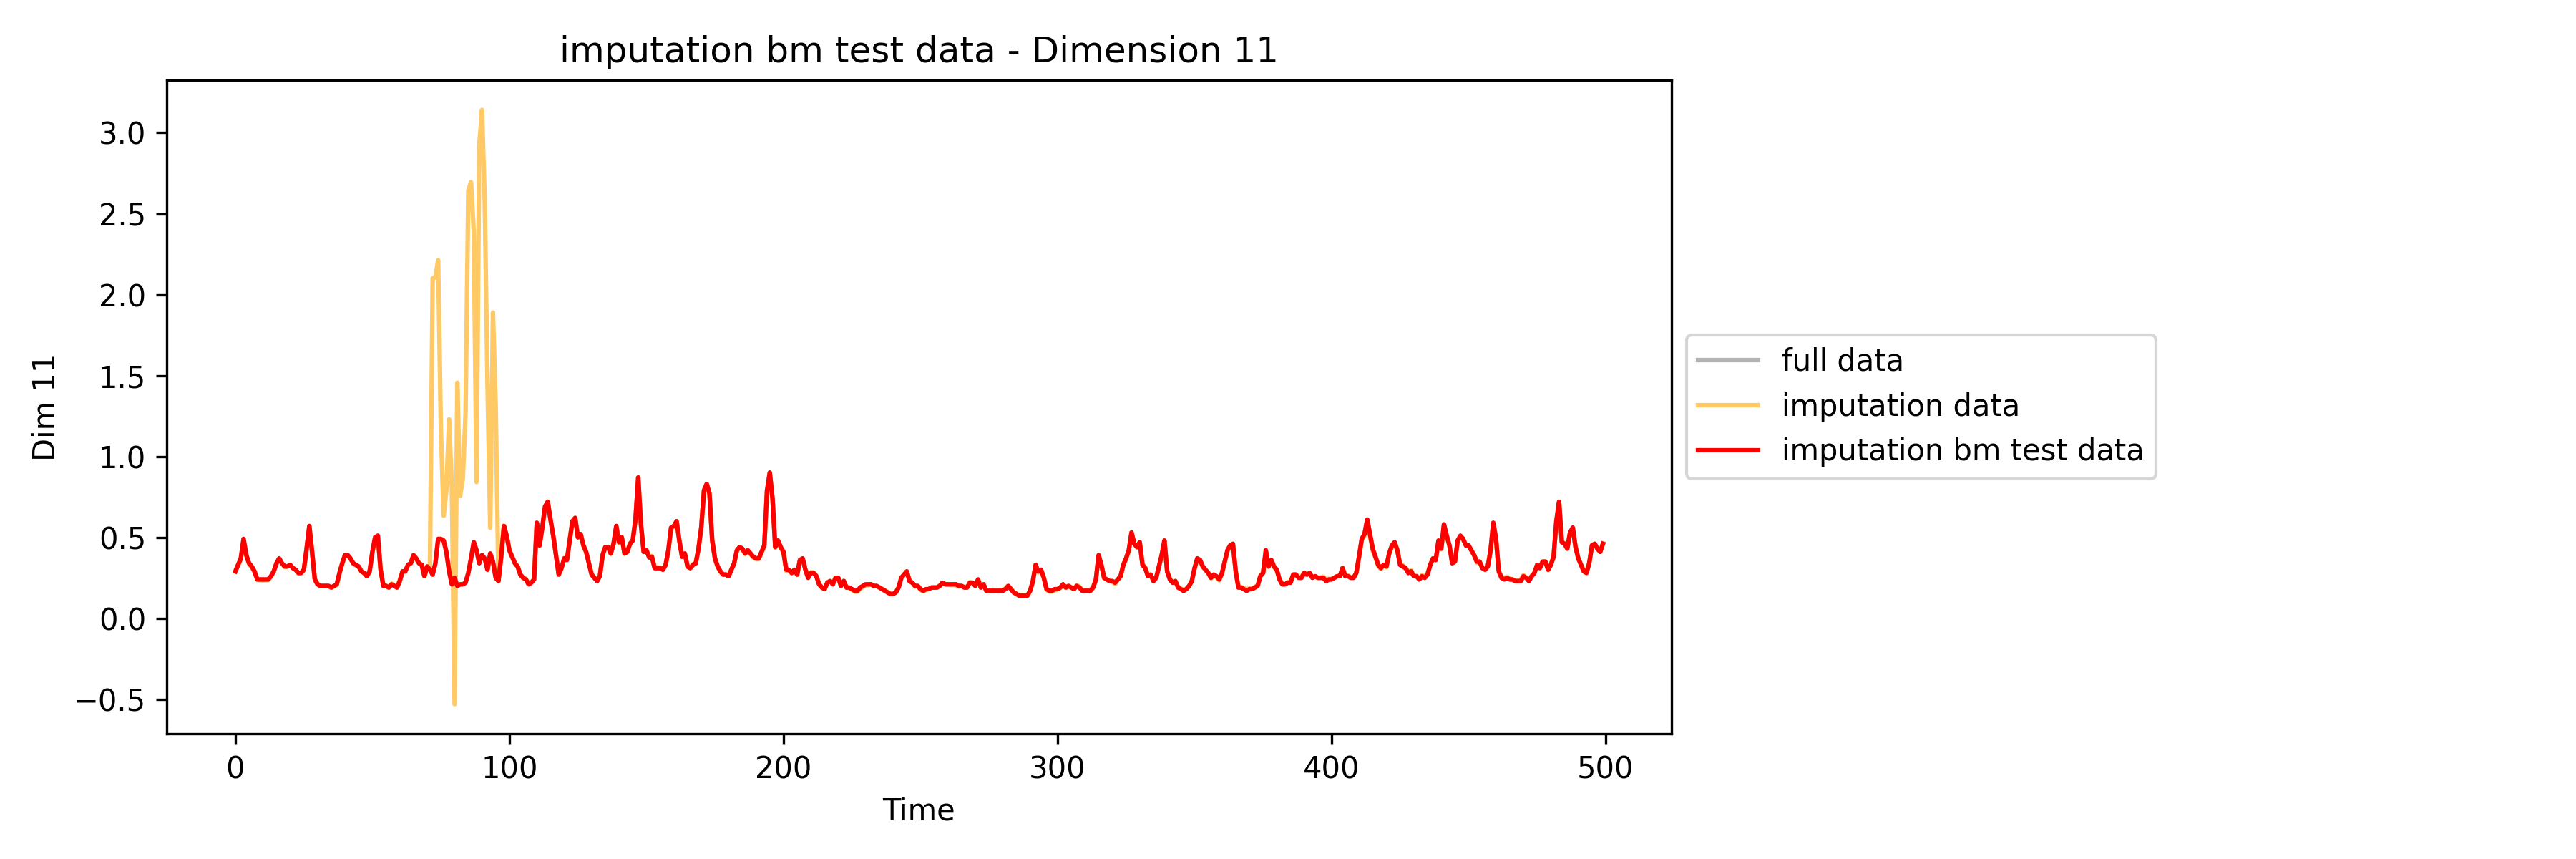 imputation bm test data - Dimension 11
3.0
2.5
2.0
1.5
1.0
0.5
0.0
−0.5
Dim 11
0 100 200 300 400 500
Time
full data
imputation data
imputation bm test data